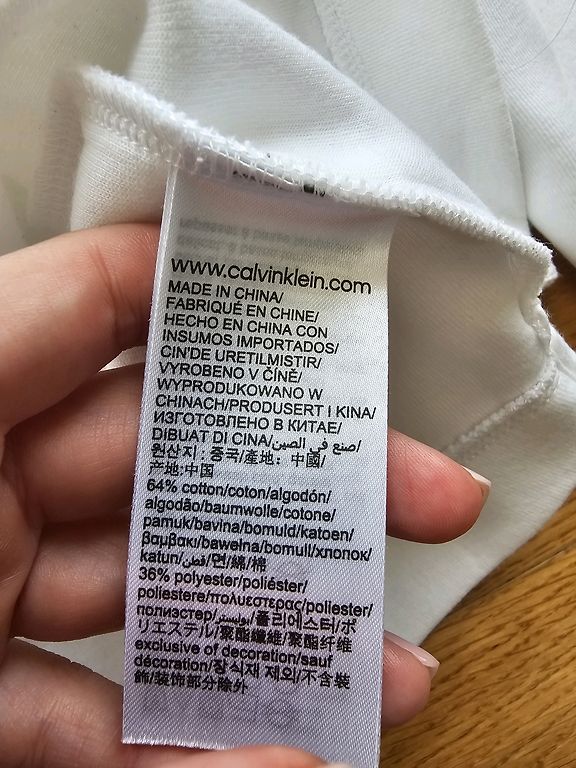 www.calvinklein.com
MADE IN CHINA/
FABRIQUÉ EN CHINE/
HECHO EN CHINA CON
INSUMOS IMPORTADOS/
CIN'DE URETILMISTIR/
VYROBENO V ČÍNĚ/
WYPRODUKOWANO W
CHINACH/PRODUSERT I KINA/
ИЗГОТОВЛЕНО В КИТАЕ/
DIBUAT DI CINA/صنع في الصين/
원산지 : 중국/產地：中國/
产地:中国
64% cotton/coton/algodón/
algodão/baumwolle/cotone/
pamuk/bavlna/bomuld/katoen/
βαμβακι/bawełna/bomull/хлопок/
katun/قطن/면/綿/棉
36% polyester/poliéster/
poliestere/πολυεστερας/poliester/
полиэстер/بوليستر/폴리에스터/ポ
リエステル/聚酯纖維/聚酯纤维
exclusive of decoration/sauf
décoration/장식재 제외/不含裝
飾/装饰部分除外